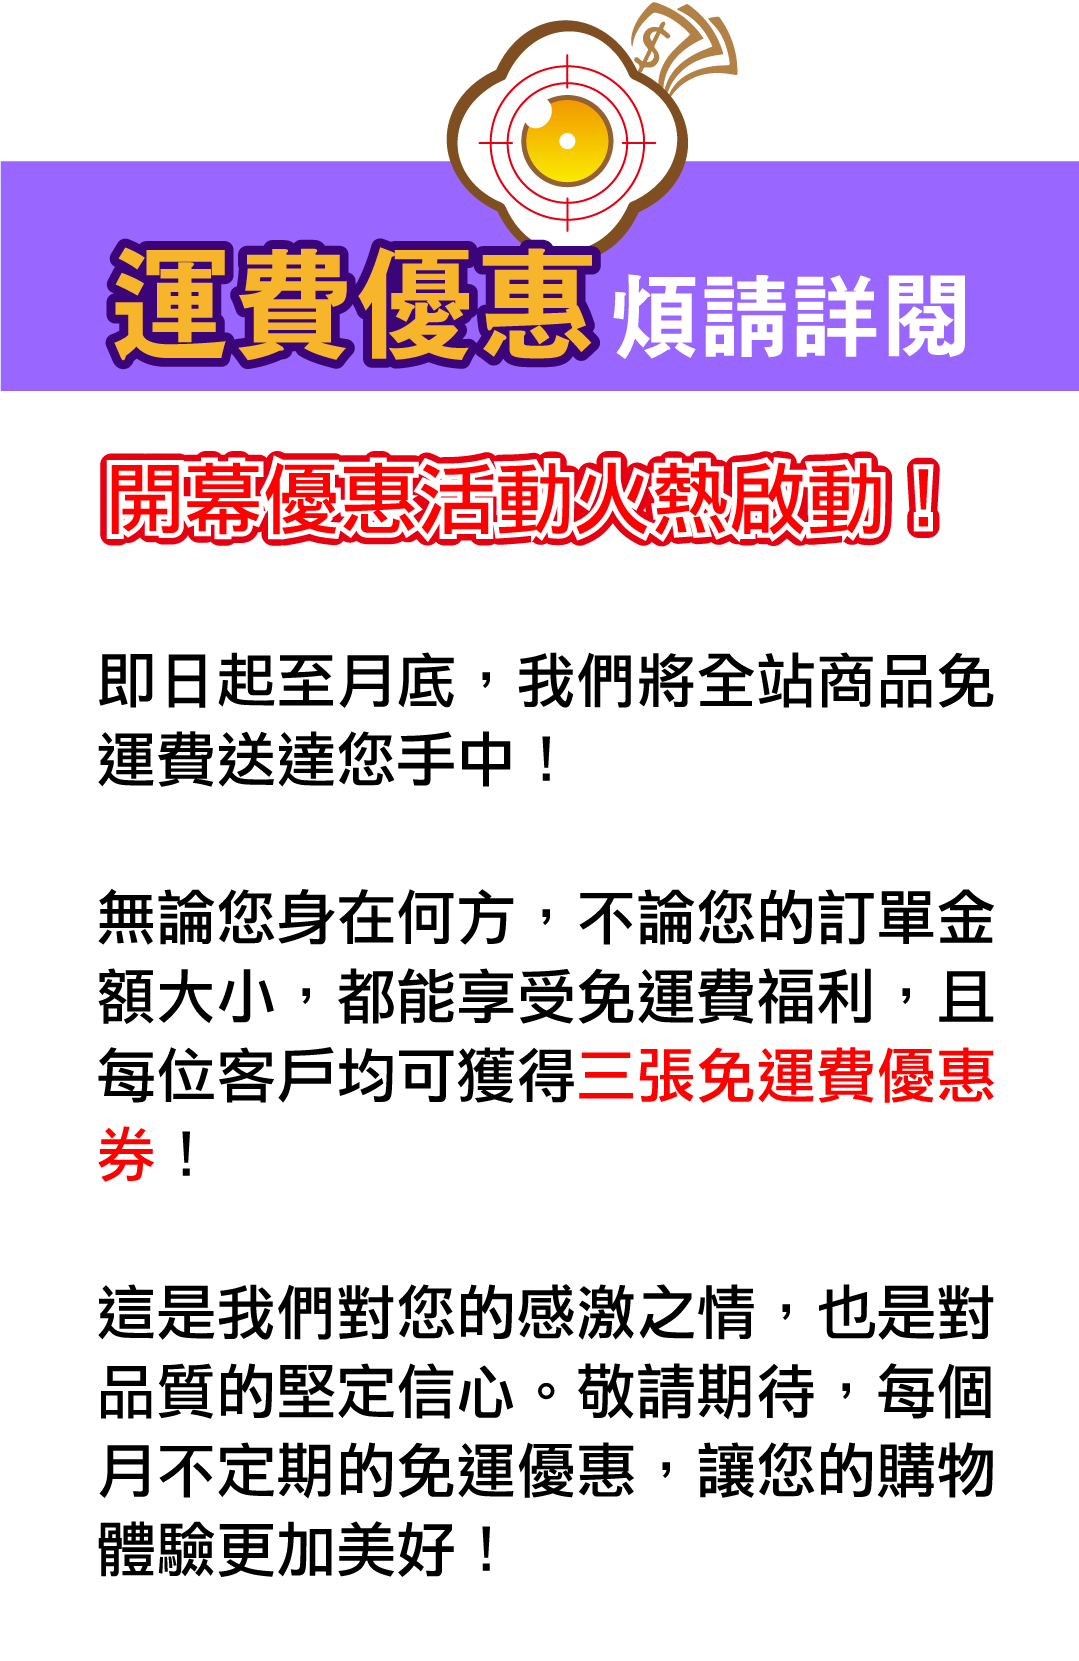 $
運費優惠 煩請詳閱
開幕優惠活動火熱啟動！
即日起至月底，我們將全站商品免
運費送達您手中！
無論您身在何方，不論您的訂單金
額大小，都能享受免運費福利，且
每位客戶均可獲得三張免運費優惠
券！
這是我們對您的感激之情，也是對
品質的堅定信心。敬請期待，每個
月不定期的免運優惠，讓您的購物
體驗更加美好！